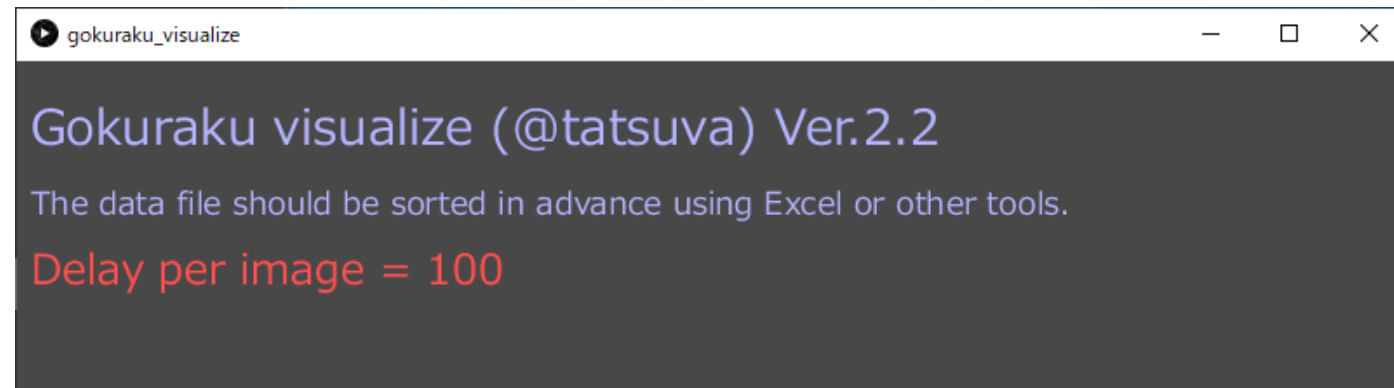 gokuraku_visualize
Gokuraku visualize (@tatsuva) Ver.2.2
The data file should be sorted in advance using Excel or other tools.
Delay per image = 100